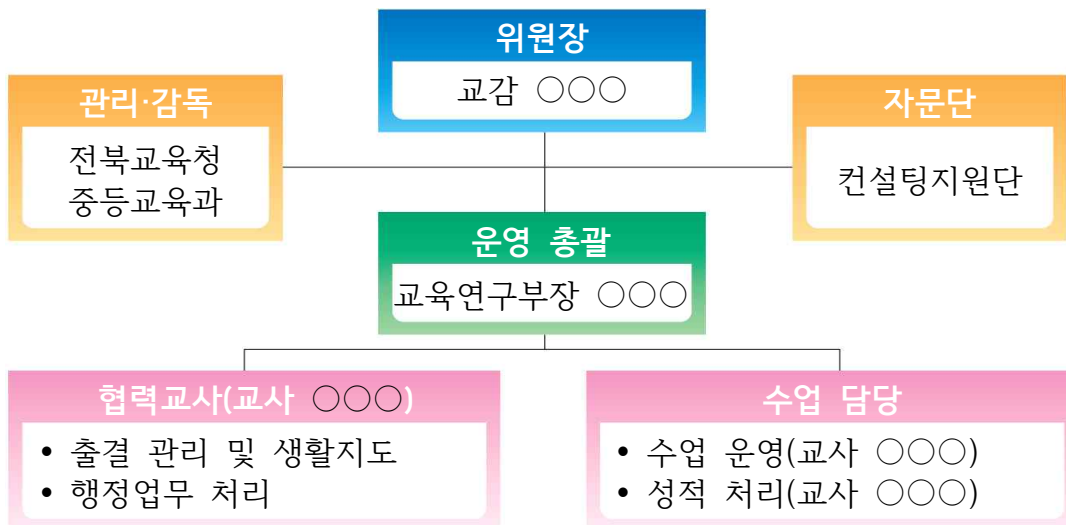 위원장
교감 ○○○
관리·감독
전북교육청
중등교육과
자문단
컨설팅지원단
운영 총괄
교육연구부장 ○○○
협력교사(교사 ○○○)
• 출결 관리 및 생활지도
• 행정업무 처리
수업 담당
• 수업 운영(교사 ○○○)
• 성적 처리(교사 ○○○)